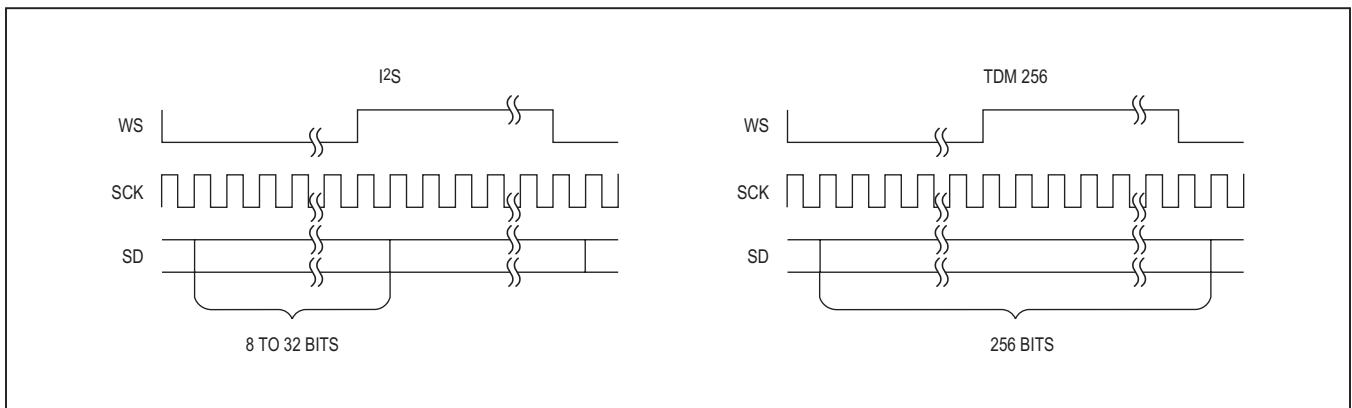 I²S
WS
SCK
SD
8 TO 32 BITS
TDM 256
WS
SCK
SD
256 BITS